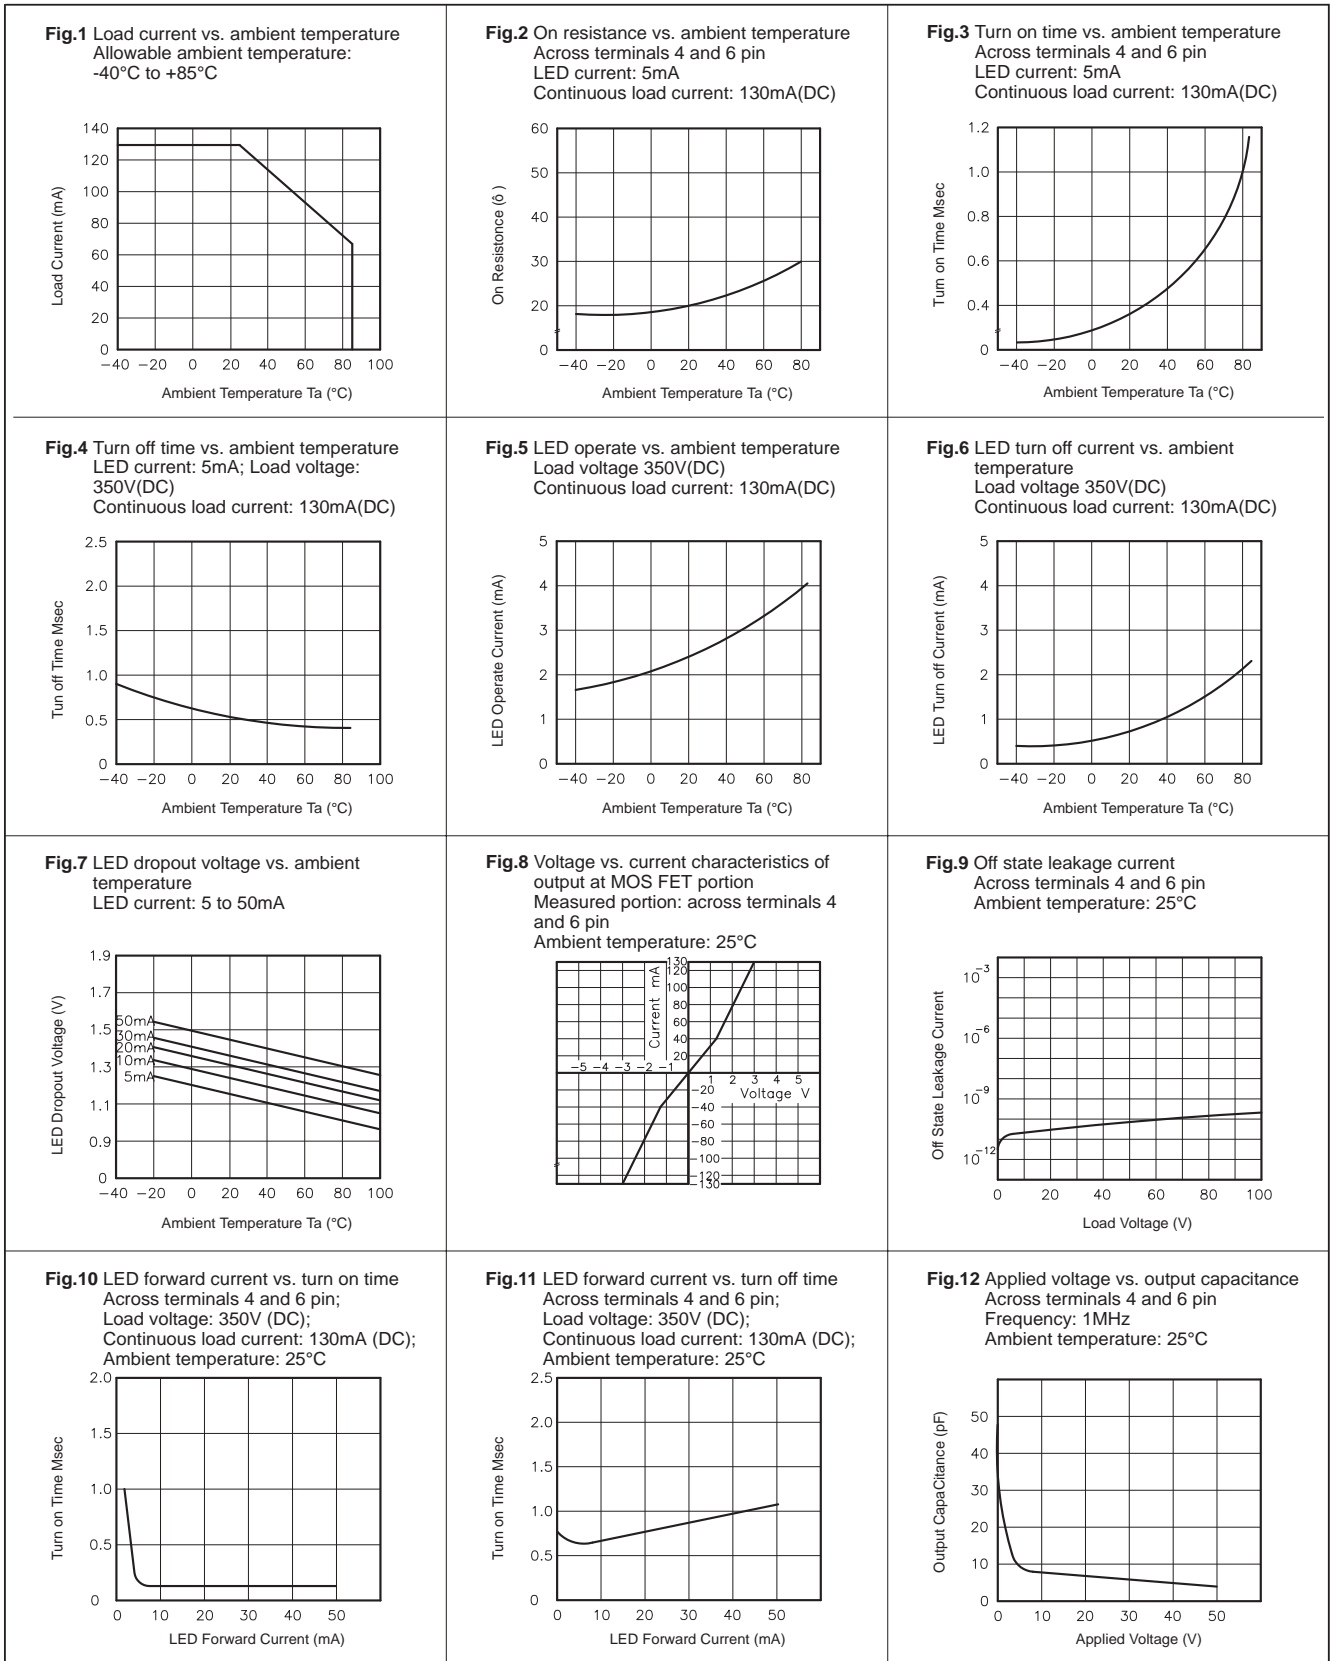 Fig.1 Load current vs. ambient temperature
Allowable ambient temperature:
-40°C to +85°C
140
120
100
80
60
40
20
0
−40 −20 0 20 40 60 80 100
Load Current (mA)
Ambient Temperature Ta (°C)
Fig.2 On resistance vs. ambient temperature
Across terminals 4 and 6 pin
LED current: 5mA
Continuous load current: 130mA(DC)
60
50
40
30
20
0
−40 −20 0 20 40 60 80
On Resistonce (ô )
Ambient Temperature Ta (°C)
Fig.3 Turn on time vs. ambient temperature
Across terminals 4 and 6 pin
LED current: 5mA
Continuous load current: 130mA(DC)
1.2
1.0
0.8
0.6
0.4
0
−40 −20 0 20 40 60 80
Turn on Time Msec
Ambient Temperature Ta (°C)
Fig.4 Turn off time vs. ambient temperature
LED current: 5mA; Load voltage:
350V(DC)
Continuous load current: 130mA(DC)
2.5
2.0
1.5
1.0
0.5
0
−40 −20 0 20 40 60 80 100
Tun off Time Msec
Ambient Temperature Ta (°C)
Fig.5 LED operate vs. ambient temperature
Load voltage 350V(DC)
Continuous load current: 130mA(DC)
5
4
3
2
1
0
−40 −20 0 20 40 60 80
LED Operate Current (mA)
Ambient Temperature Ta (°C)
Fig.6 LED turn off current vs. ambient
temperature
Load voltage 350V(DC)
Continuous load current: 130mA(DC)
5
4
3
2
1
0
−40 −20 0 20 40 60 80
LED Turn off Current (mA)
Ambient Temperature Ta (°C)
Fig.7 LED dropout voltage vs. ambient
temperature
LED current: 5 to 50mA
1.9
1.7
1.5
1.3
1.1
0.9
0
50mA
30mA
20mA
10mA
5mA
−40 −20 0 20 40 60 80 100
LED Dropout Voltage (V)
Ambient Temperature Ta (°C)
Fig.8 Voltage vs. current characteristics of
output at MOS FET portion
Measured portion: across terminals 4
and 6 pin
Ambient temperature: 25°C
130
120
100
80
60
40
20
Current mA
−5 −4 −3 −2 −1
1 2 3 4 5
Voltage V
−20
−40
−60
−80
−100
−120
−130
Fig.9 Off state leakage current
Across terminals 4 and 6 pin
Ambient temperature: 25°C
10⁻³
10⁻⁶
10⁻⁹
10⁻¹²
0 20 40 60 80 100
Off State Leakage Current
Load Voltage (V)
Fig.10 LED forward current vs. turn on time
Across terminals 4 and 6 pin;
Load voltage: 350V (DC);
Continuous load current: 130mA (DC);
Ambient temperature: 25°C
2.0
1.5
1.0
0.5
0
0 10 20 30 40 50
Turn on Time Msec
LED Forward Current (mA)
Fig.11 LED forward current vs. turn off time
Across terminals 4 and 6 pin;
Load voltage: 350V (DC);
Continuous load current: 130mA (DC);
Ambient temperature: 25°C
2.5
2.0
1.5
1.0
0.5
0
0 10 20 30 40 50
Turn on Time Msec
LED Forward Current (mA)
Fig.12 Applied voltage vs. output capacitance
Across terminals 4 and 6 pin
Frequency: 1MHz
Ambient temperature: 25°C
50
40
30
20
10
0
0 10 20 30 40 50
Output CapaCitance (pF)
Applied Voltage (V)